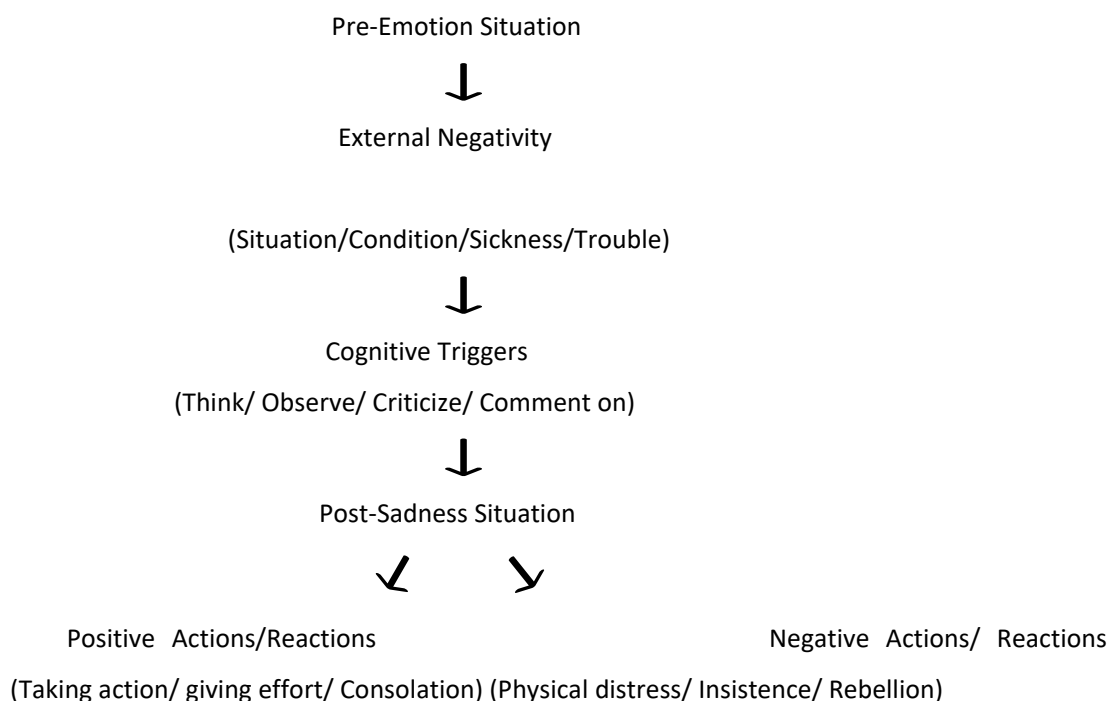 Pre-Emotion Situation
External Negativity
(Situation/Condition/Sickness/Trouble)
Cognitive Triggers
(Think/ Observe/ Criticize/ Comment on)
Post-Sadness Situation
Positive Actions/Reactions Negative Actions/ Reactions
(Taking action/ giving effort/ Consolation) (Physical distress/ Insistence/ Rebellion)